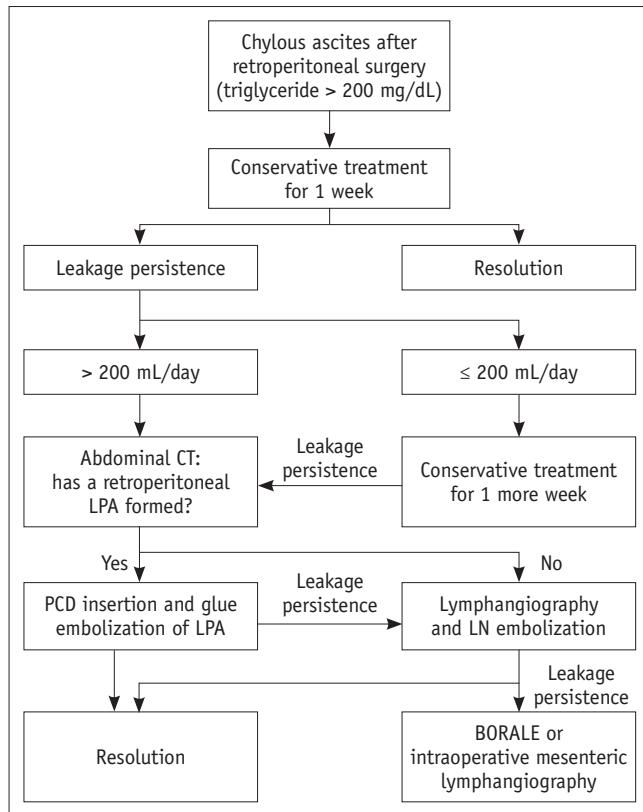 Chylous ascites after
retroperitoneal surgery
(triglyceride > 200 mg/dL)
Conservative treatment
for 1 week
Leakage persistence
Resolution
> 200 mL/day
≤ 200 mL/day
Abdominal CT:
has a retroperitoneal
LPA formed?
Leakage
persistence
Conservative treatment
for 1 more week
Yes
No
PCD insertion and glue
embolization of LPA
Leakage
persistence
Lymphangiography
and LN embolization
Leakage
persistence
Resolution
BORALE or
intraoperative mesenteric
lymphangiography